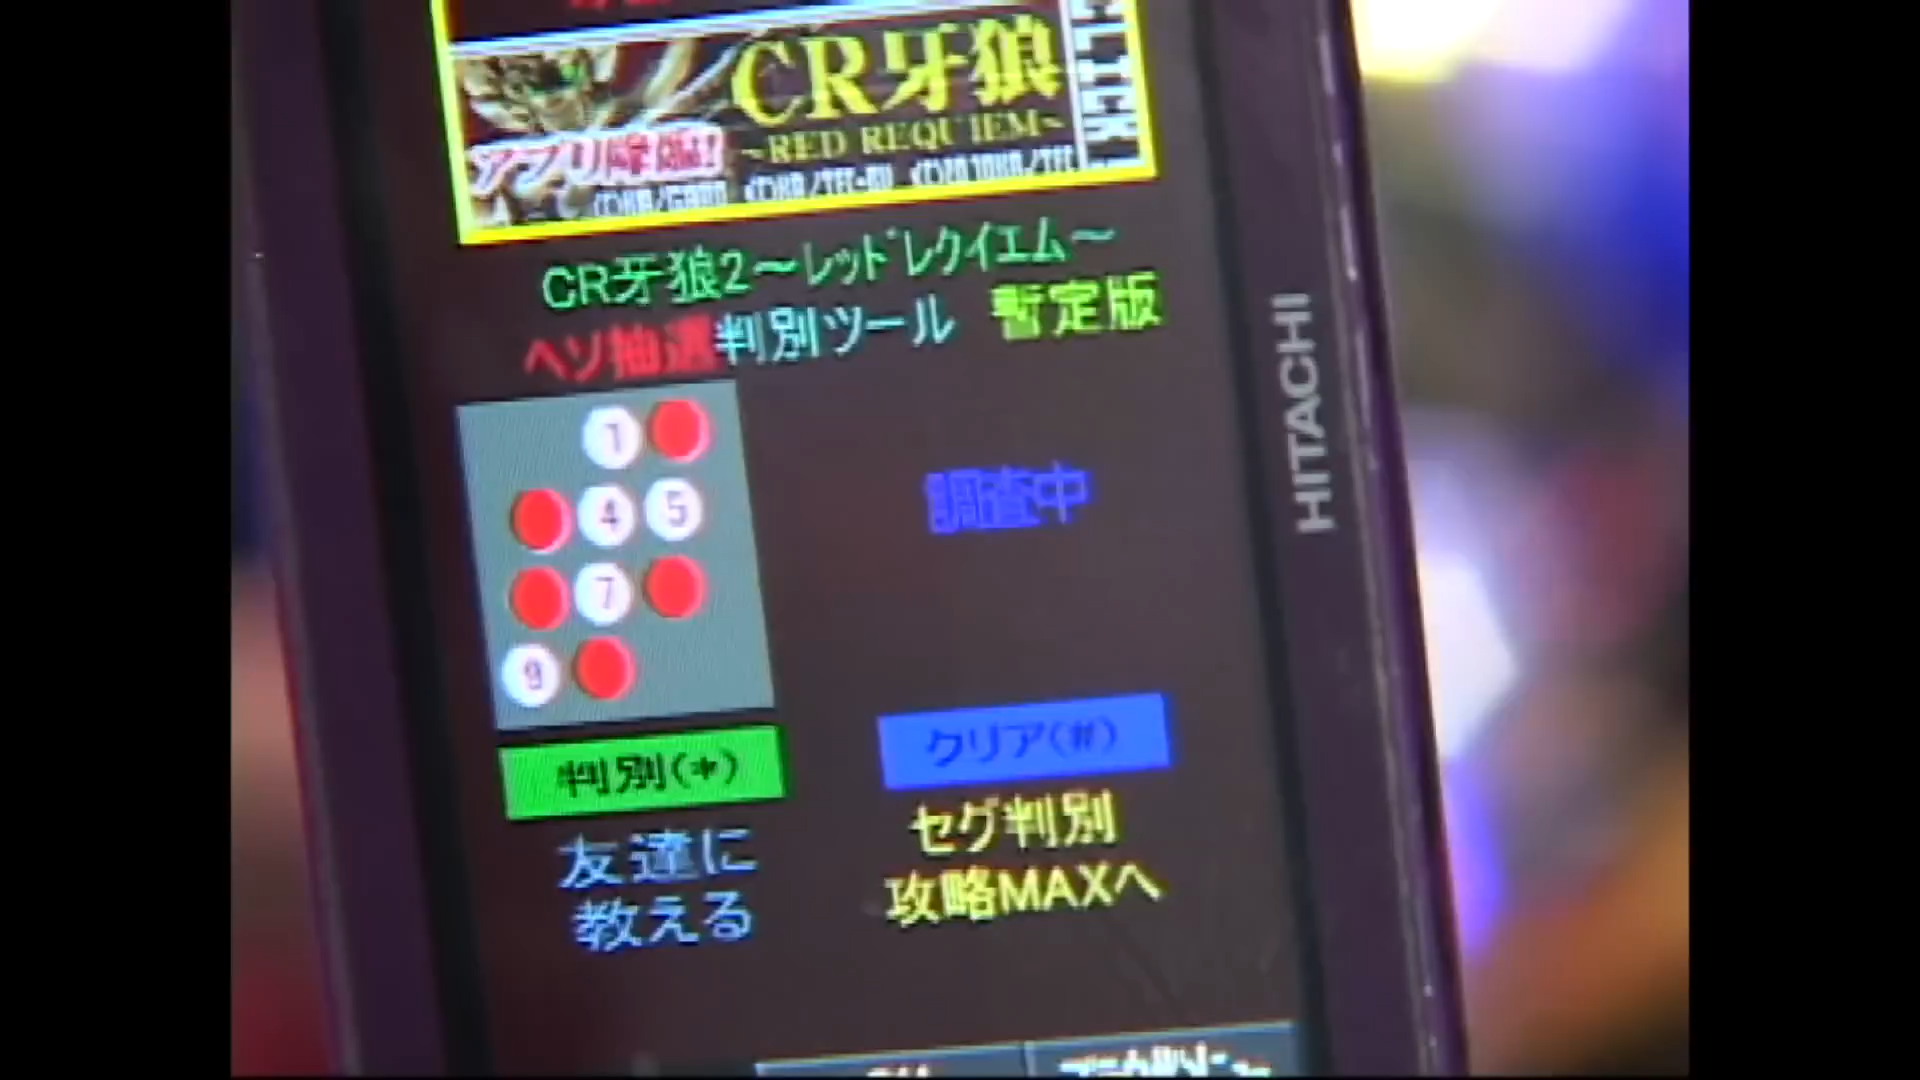 CR牙狼
~RED REQUIEM~
アプリ降臨!
CLICK
CR牙狼2～レッドレクイエム～
ヘソ抽選判別ツール 暫定版
1
4 5
7
9
調査中
判別(*)
クリア(#)
友達に
教える
セグ判別
攻略MAXへ
HITACHI